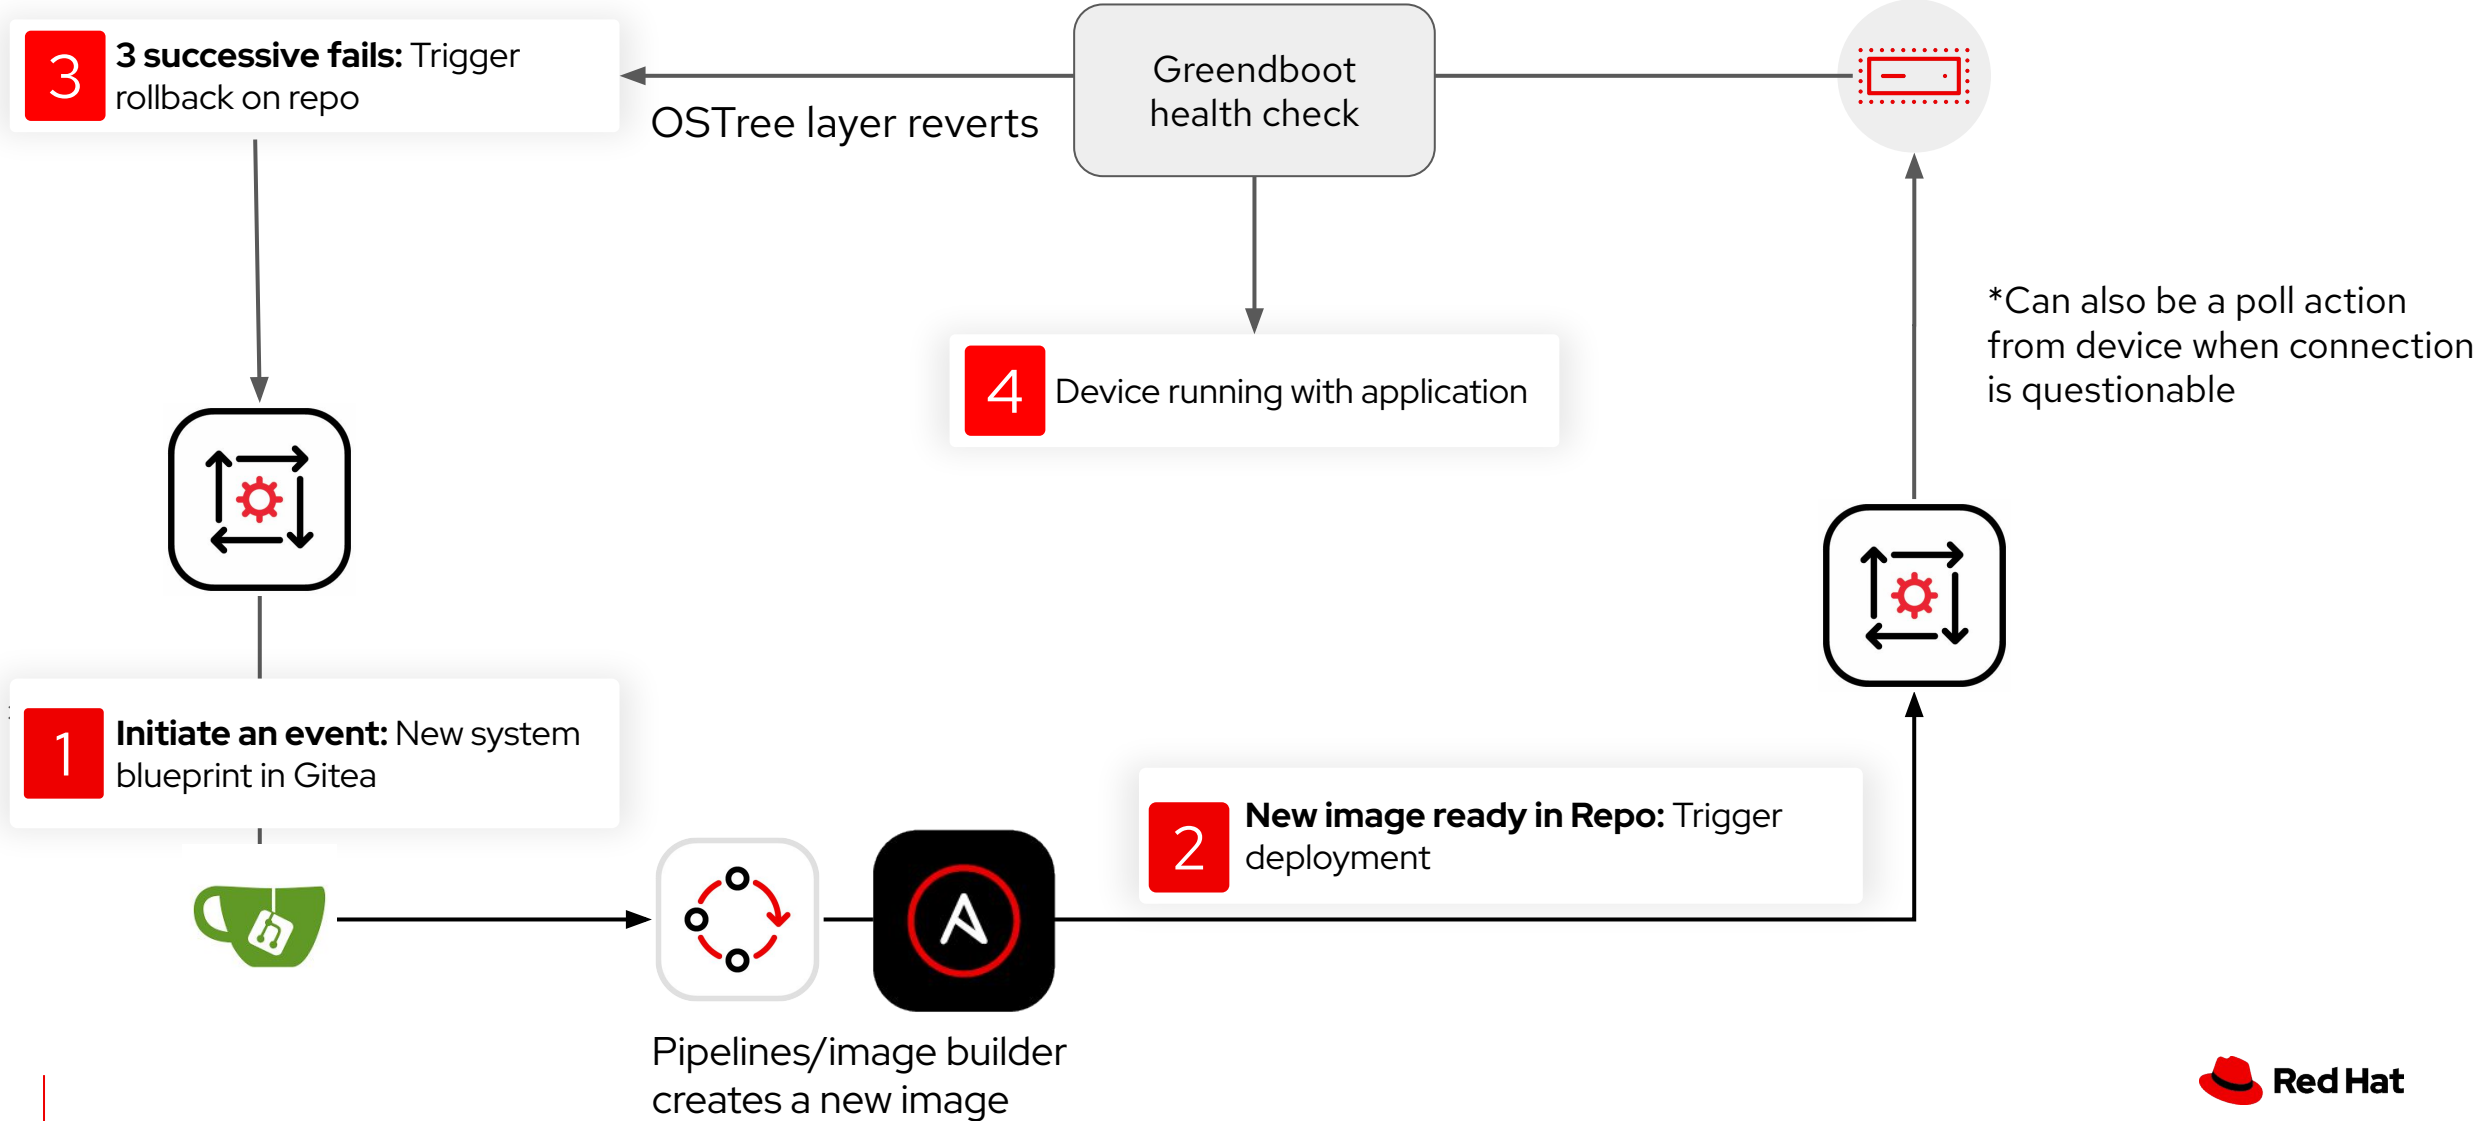 3
3 successive fails: Trigger
rollback on repo
OSTree layer reverts
Greendboot
health check
4
Device running with application
*Can also be a poll action
from device when connection
is questionable
1
Initiate an event: New system
blueprint in Gitea
2
New image ready in Repo: Trigger
deployment
Pipelines/image builder
creates a new image
Red Hat